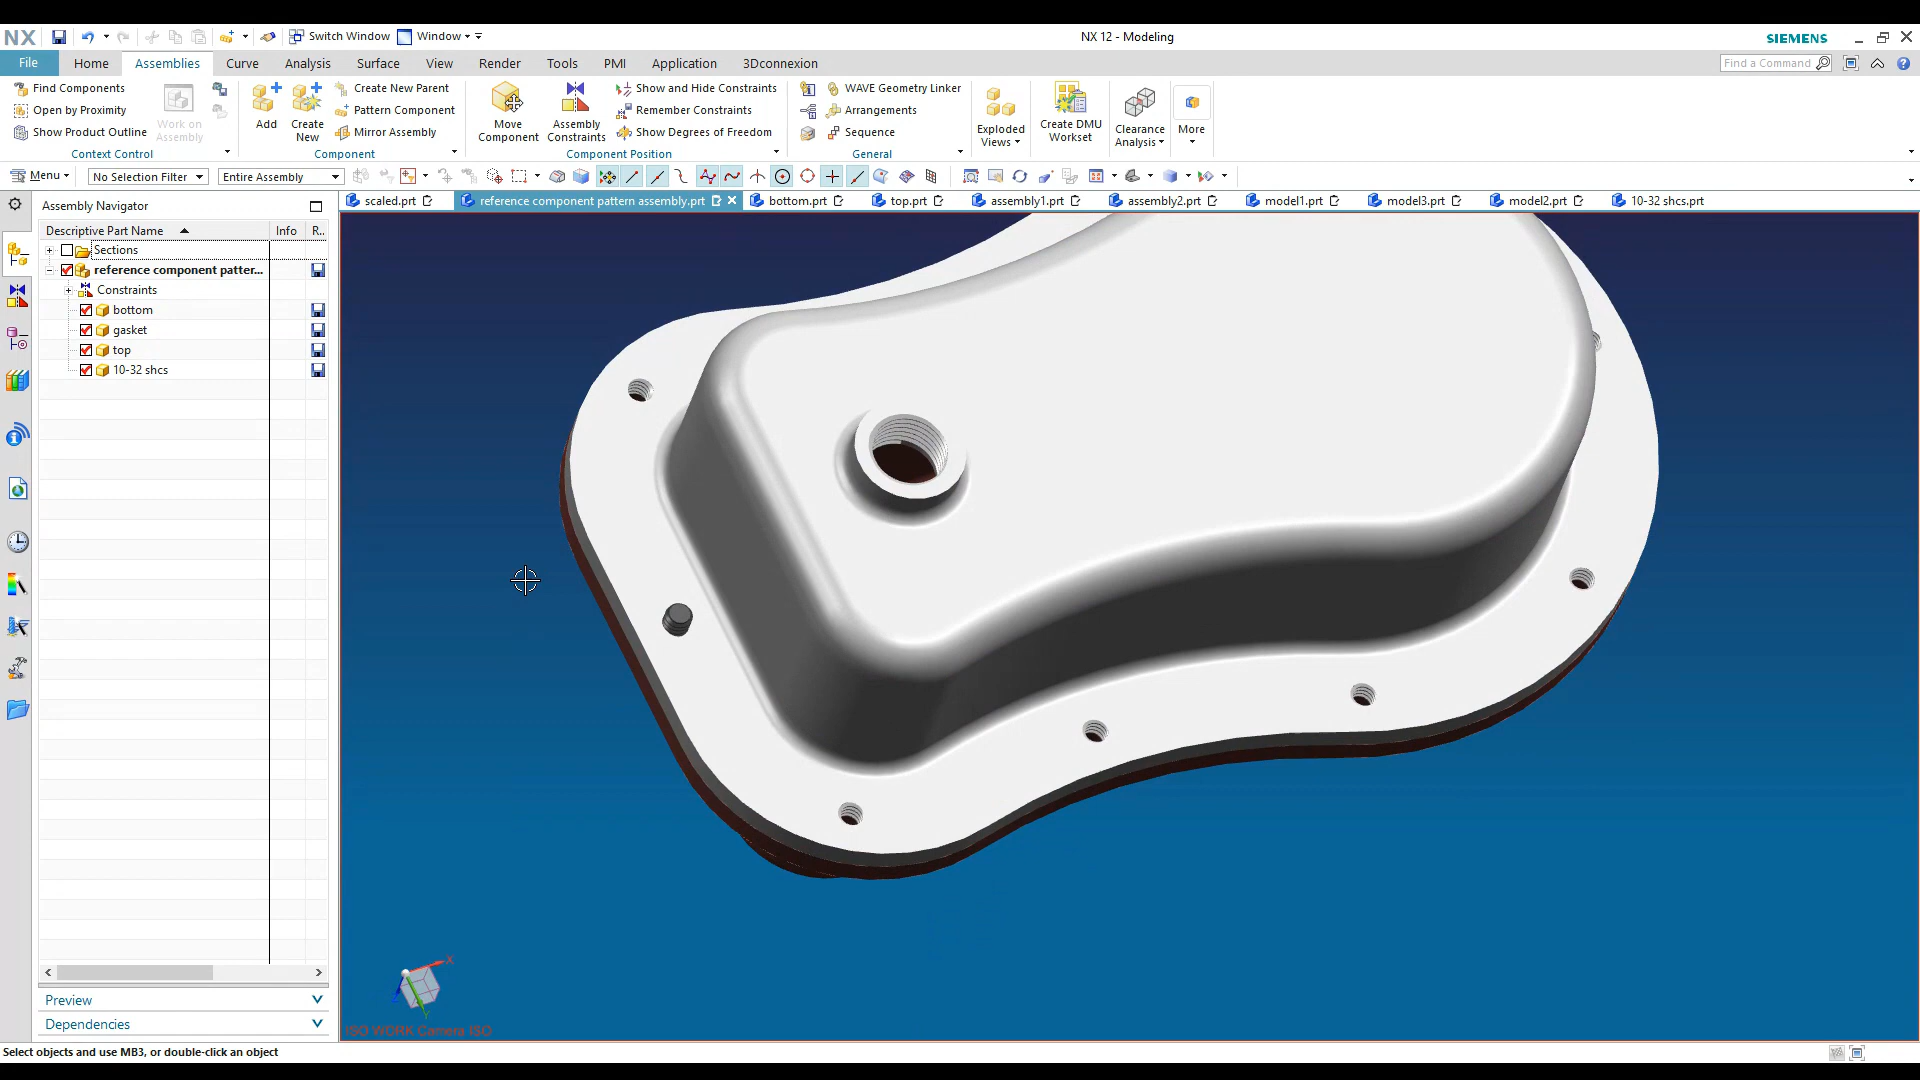 NX Switch Window Window NX 12 - Modeling SIEMENS
File Home Assemblies Curve Analysis Surface View Render Tools PMI Application 3Dconnexion Find a Command
Find Components
Open by Proximity
Show Product Outline
Work on
Assembly
Context Control
Add
Create
New
Create New Parent
Pattern Component
Mirror Assembly
Component
Move
Component
Assembly
Constraints
Show and Hide Constraints
Remember Constraints
Show Degrees of Freedom
Component Position
WAVE Geometry Linker
Arrangements
Sequence
General
Exploded
Views
Create DMU
Workset
Clearance
Analysis
More
Menu No Selection Filter Entire Assembly
Assembly Navigator
scaled.prt reference component pattern assembly.prt bottom.prt top.prt assembly1.prt assembly2.prt model1.prt model3.prt model2.prt 10-32 shcs.prt
Descriptive Part Name Info R..
Sections
reference component patter...
Constraints
bottom
gasket
top
10-32 shcs
X
Y
Preview
Dependencies
ISO WORK Camera ISO
Select objects and use MB3, or double-click an object